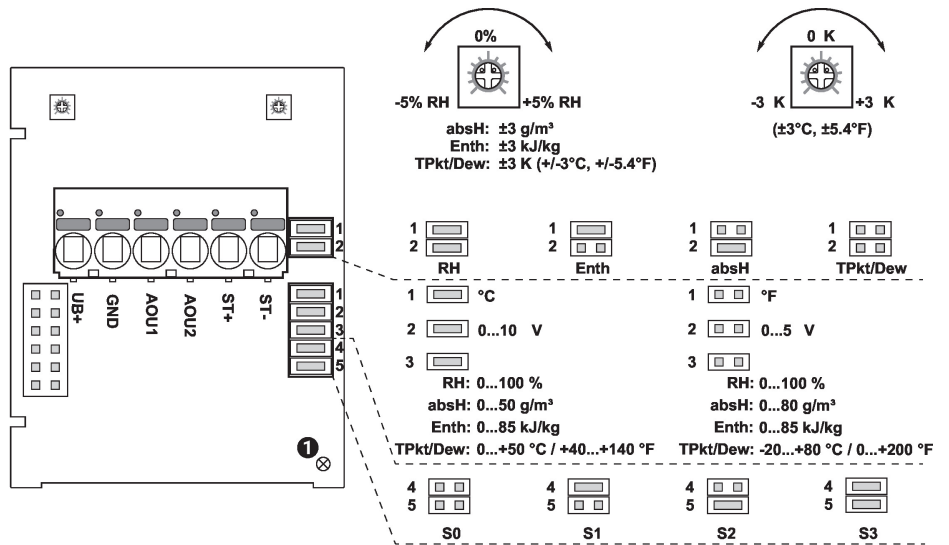 0%
-5% RH +5% RH
absH: ±3 g/m³
Enth: ±3 kJ/kg
TPkt/Dew: ±3 K (+/-3°C, +/-5.4°F)
0 K
-3 K +3 K
(±3°C, ±5.4°F)
1
2
UB+
GND
AOU1
AOU2
ST+
ST-
1
2
3
4
5
1
1
2
RH
1
2
Enth
1
2
absH
1
2
TPkt/Dew
1 °C
2 0...10 V
3
RH: 0...100 %
absH: 0...50 g/m³
Enth: 0...85 kJ/kg
TPkt/Dew: 0...+50 °C / +40...+140 °F
1 °F
2 0...5 V
3
RH: 0...100 %
absH: 0...80 g/m³
Enth: 0...85 kJ/kg
TPkt/Dew: -20...+80 °C / 0...+200 °F
4
5
S0
4
5
S1
4
5
S2
4
5
S3